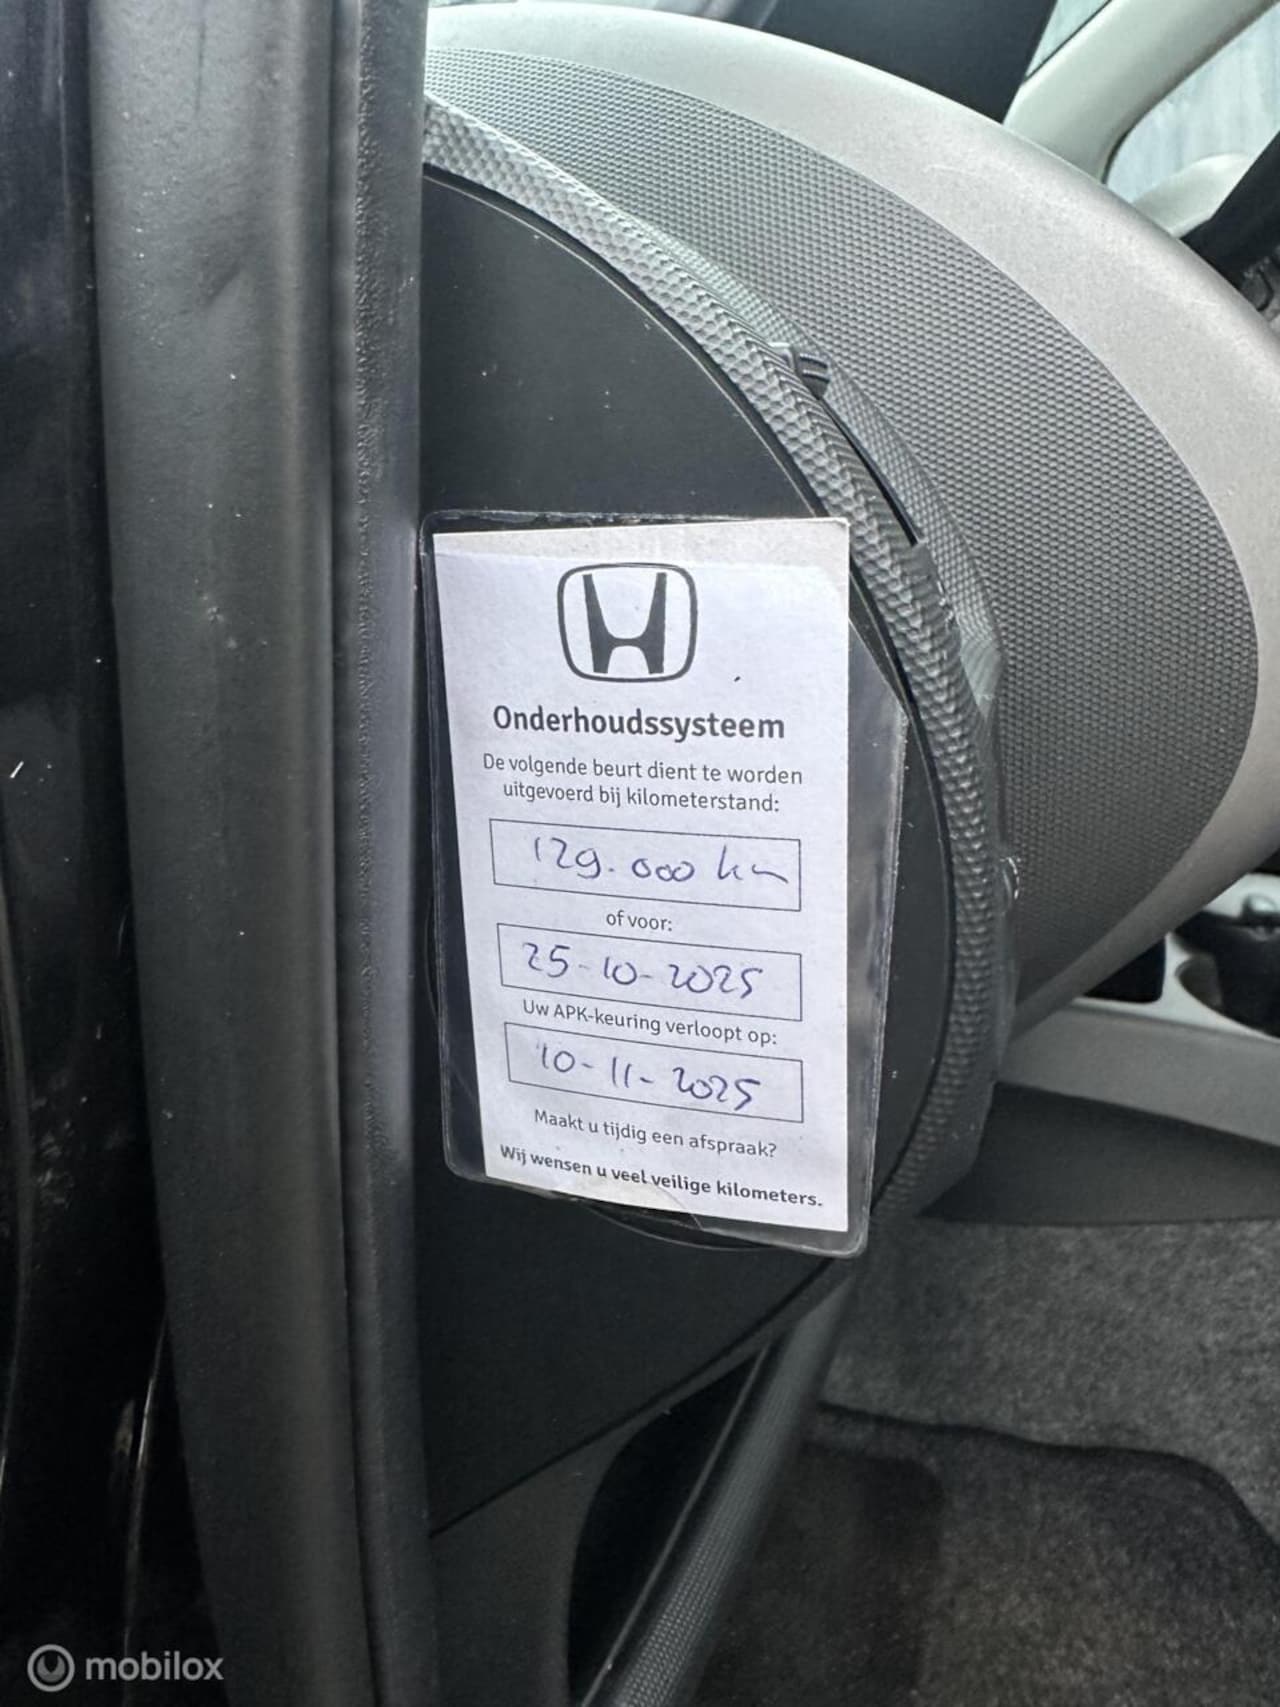 Onderhoudssysteem
De volgende beurt dient te worden
uitgevoerd bij kilometerstand:
129.000 km
of voor:
25-10-2025
Uw APK-keuring verloopt op:
10-11-2025
Maakt u tijdig een afspraak?
Wij wensen u veel veilige kilometers.
mobilox